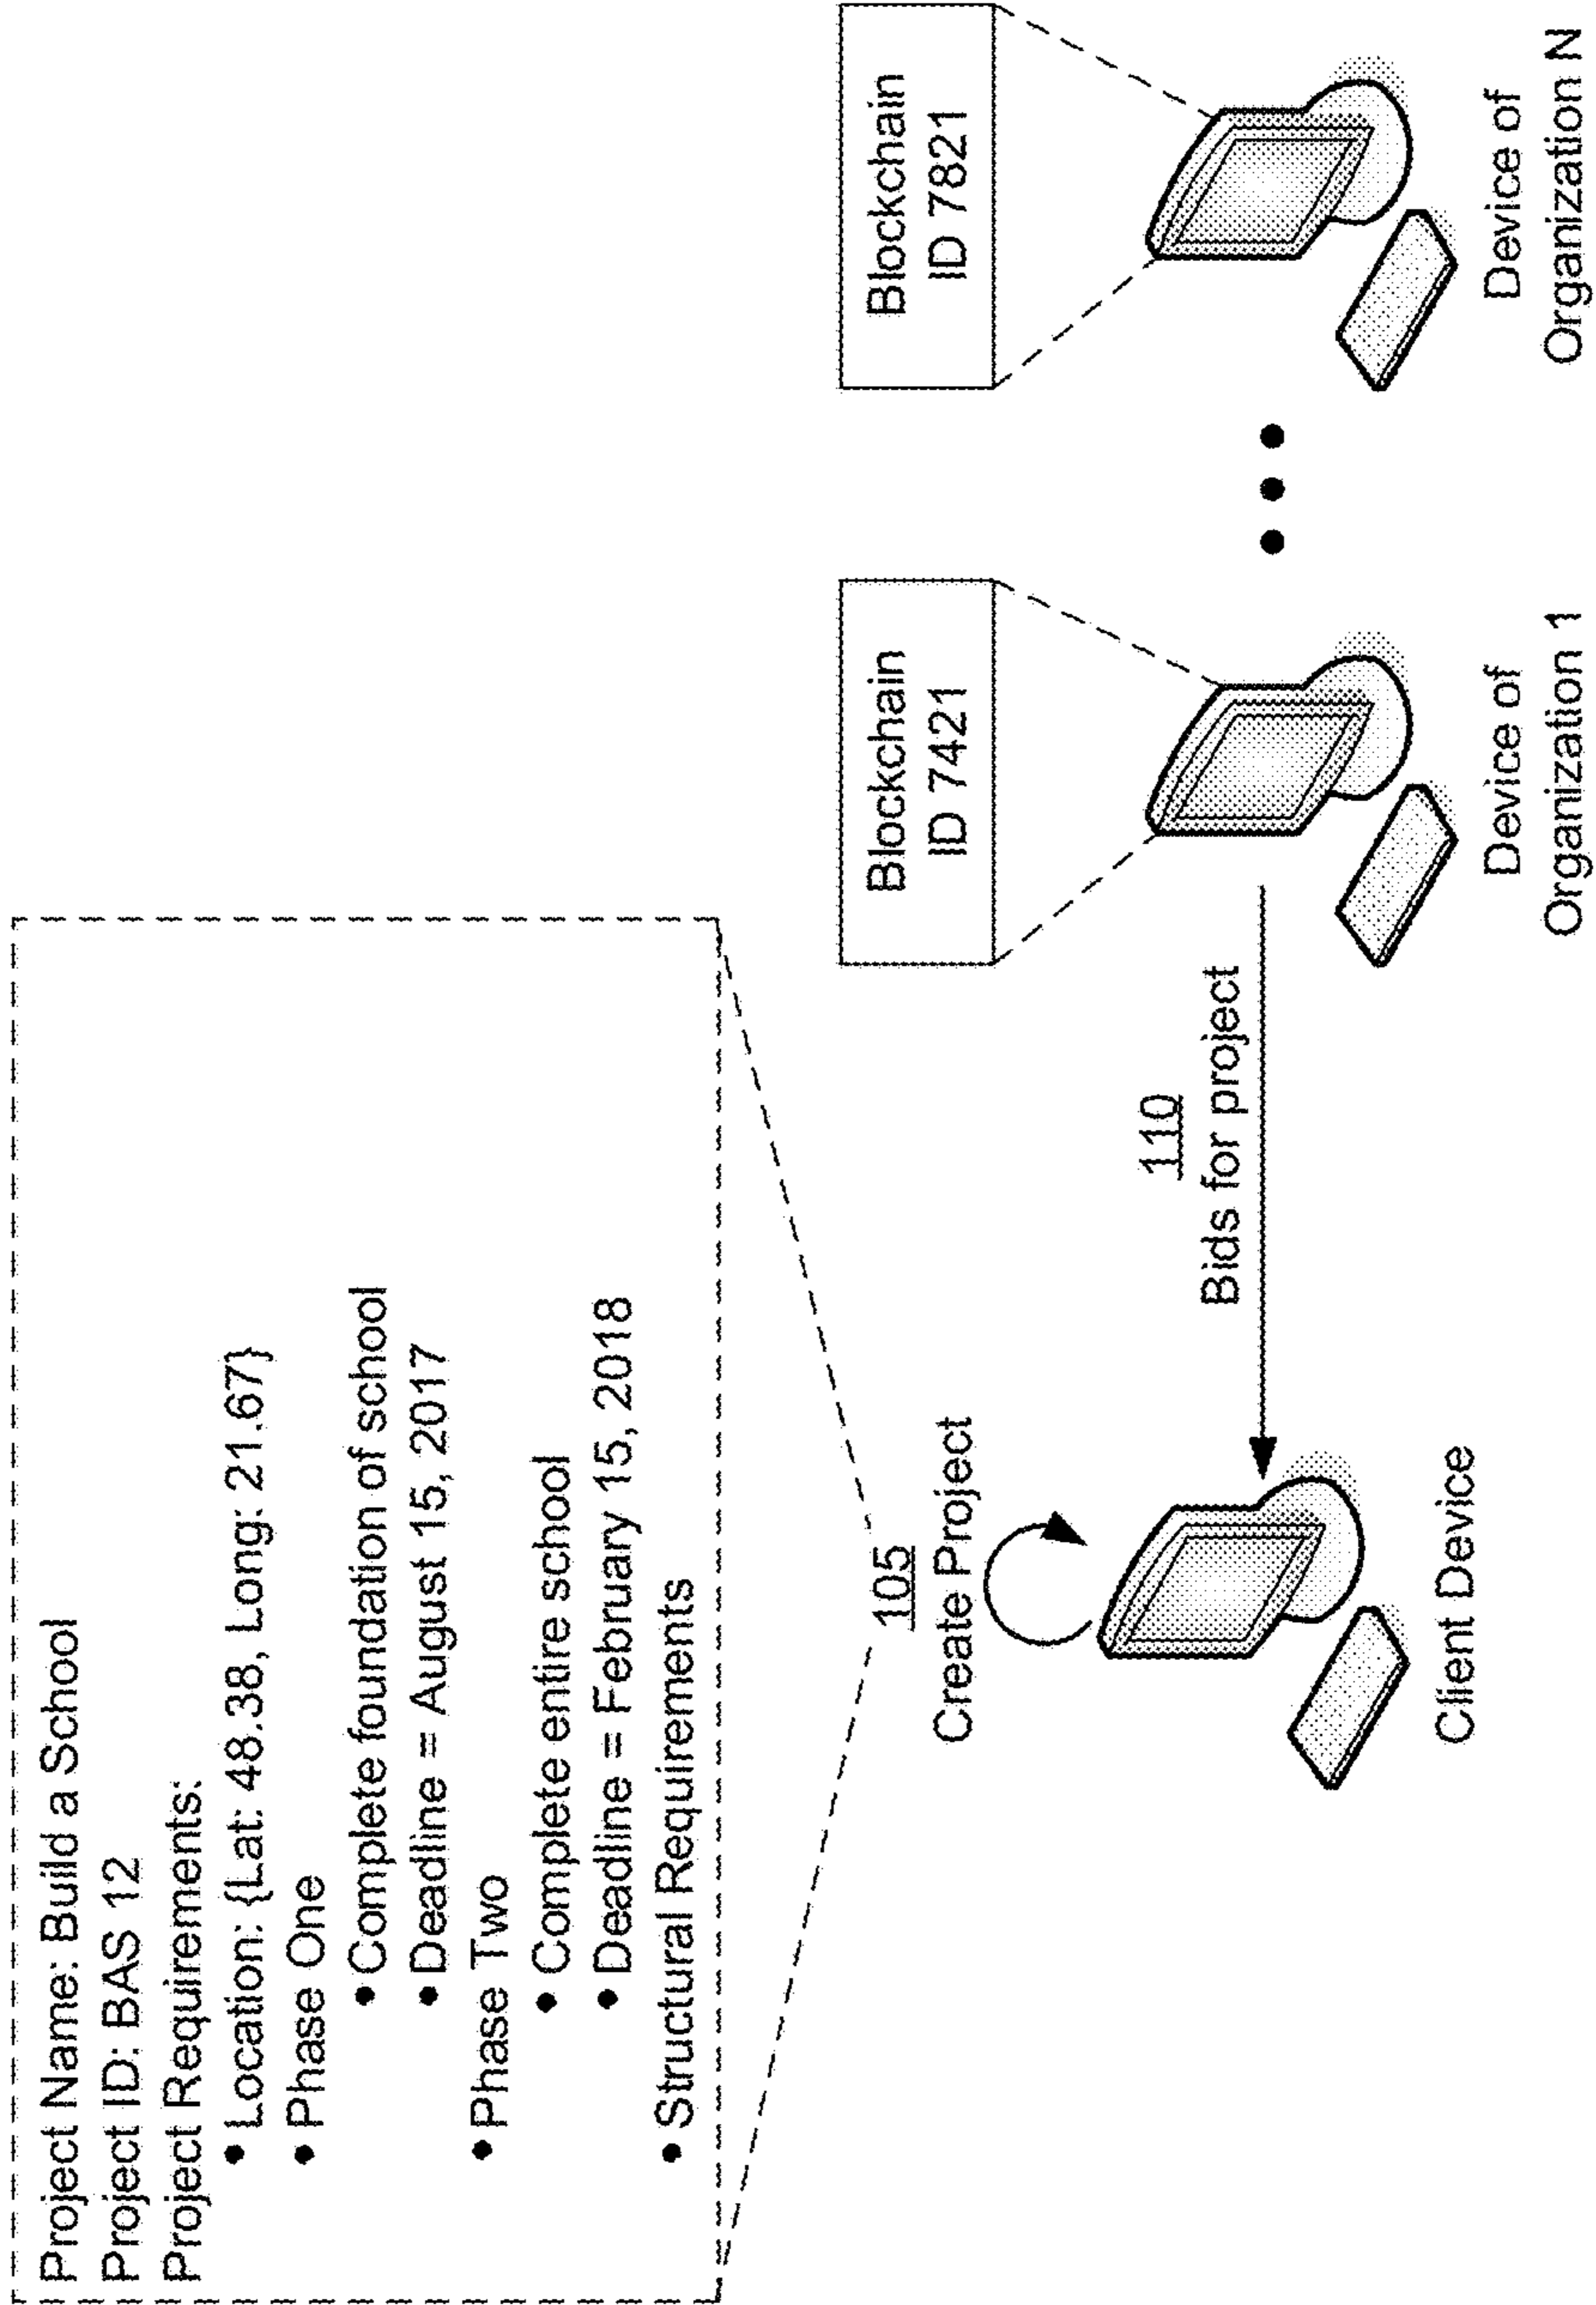 Project Name: Build a School
Project ID: BAS 12
Project Requirements:
• Location: {Lat: 48.38, Long: 21.67}
• Phase One
• Complete foundation of school
• Deadline = August 15, 2017
• Phase Two
• Complete entire school
• Deadline = February 15, 2018
• Structural Requirements
105
Create Project
Client Device
110
Bids for project
Blockchain
ID 7421
Device of
Organization 1
Blockchain
ID 7821
Device of
Organization N